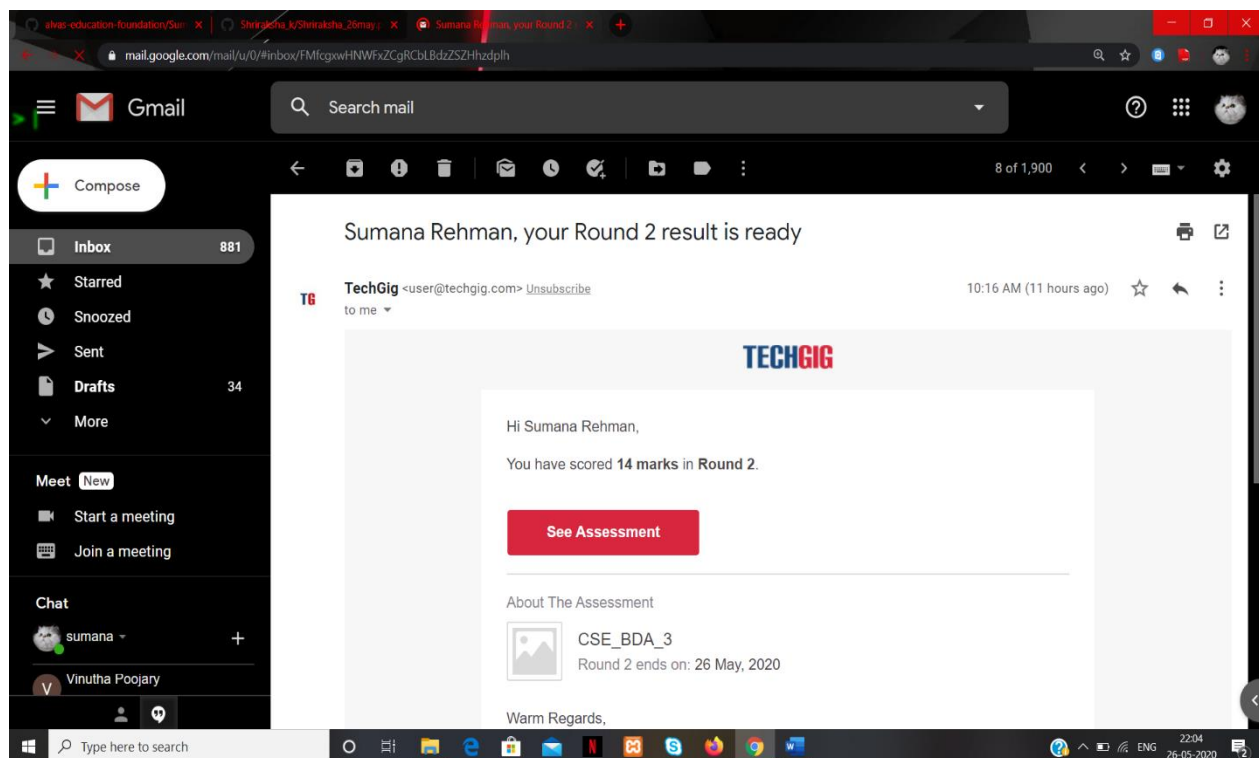 alvas-education-foundation/Sum
Shriraksha_k/Shriraksha_26may.p
Sumana Rehman, your Round 2 r
mail.google.com/mail/u/0/#inbox/FMfcgxwHNWFxZCgRCbLBdzZSZHhzdplh
Gmail
Search mail
Compose
8 of 1,900
Inbox 881
Starred
Snoozed
Sent
Drafts 34
More
Meet New
Start a meeting
Join a meeting
Chat
sumana
V Vinutha Poojary
Sumana Rehman, your Round 2 result is ready
TG
TechGig <user@techgig.com> Unsubscribe
10:16 AM (11 hours ago)
to me
TECHGIG
Hi Sumana Rehman,
You have scored 14 marks in Round 2.
See Assessment
About The Assessment
CSE_BDA_3
Round 2 ends on: 26 May, 2020
Warm Regards,
Type here to search
ENG
22:04
26-05-2020
2